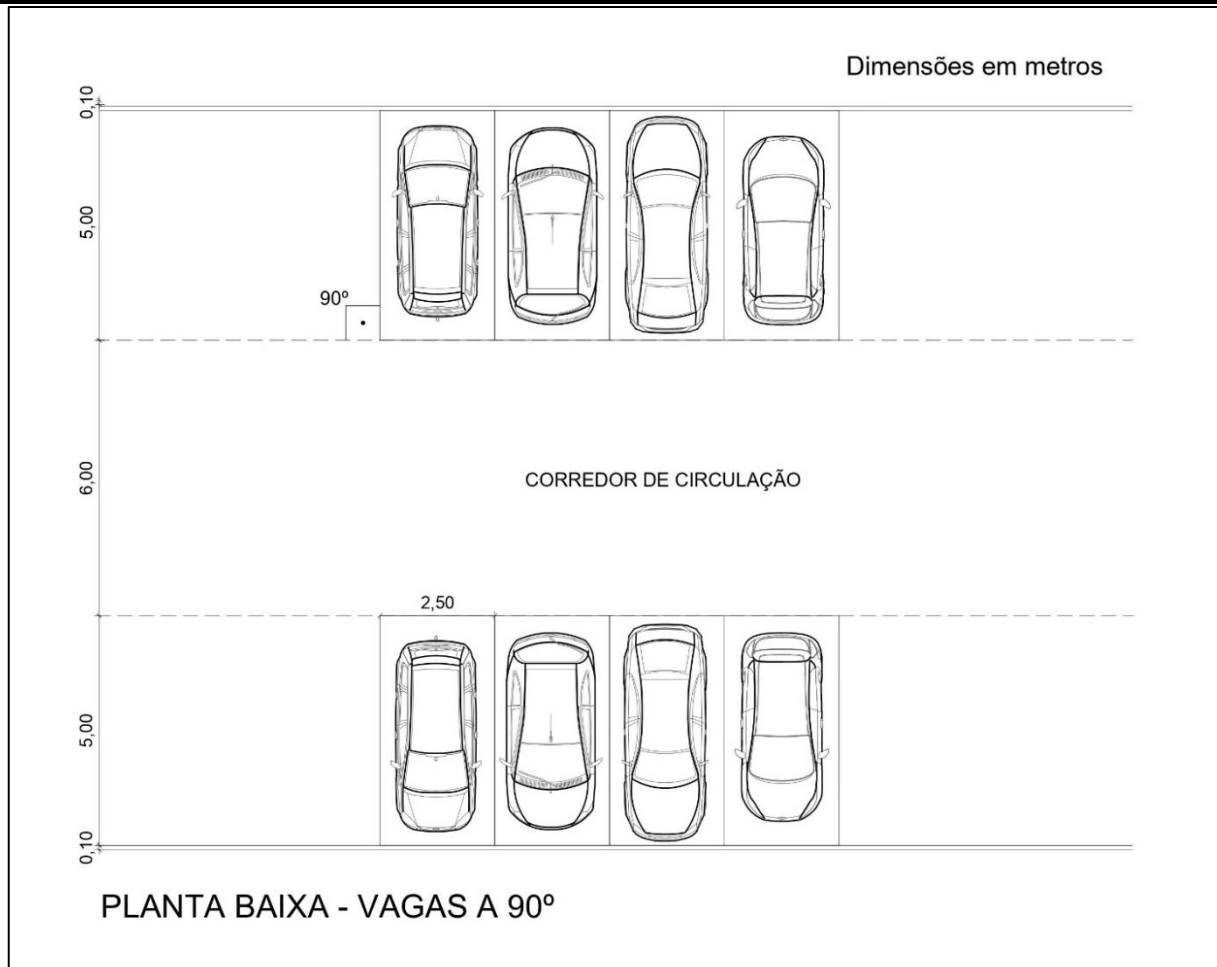 Dimensões em metros
0,10
5,00
90º
6,00
CORREDOR DE CIRCULAÇÃO
2,50
5,00
0,10
PLANTA BAIXA - VAGAS A 90º